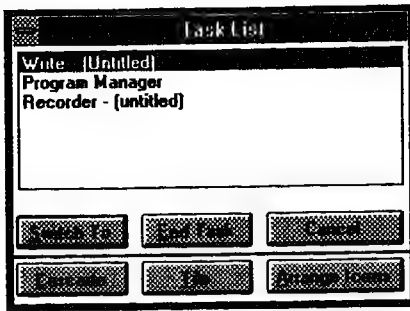 Task List
Write - (Untitled)
Program Manager
Recorder - (untitled)
Switch To End Task Cancel
Cascade Tile Arrange Icons